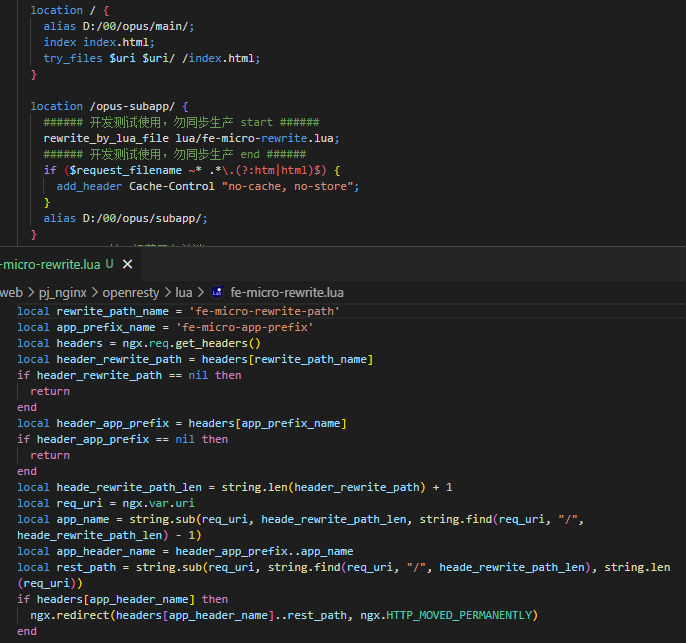 location / {
alias D:/00/opus/main/;
index index.html;
try_files $uri $uri/ /index.html;
}
location /opus-subapp/ {
###### 开发测试使用，勿同步生产 start ######
rewrite_by_lua_file lua/fe-micro-rewrite.lua;
###### 开发测试使用，勿同步生产 end ######
if ($request_filename ~* .*\.(?:htm|html)$) {
add_header Cache-Control "no-cache, no-store";
}
alias D:/00/opus/subapp/;
}
-micro-rewrite.lua U ×
web > pj_nginx > openresty > lua > fe-micro-rewrite.lua
local rewrite_path_name = 'fe-micro-rewrite-path'
local app_prefix_name = 'fe-micro-app-prefix'
local headers = ngx.req.get_headers()
local header_rewrite_path = headers[rewrite_path_name]
if header_rewrite_path == nil then
return
end
local header_app_prefix = headers[app_prefix_name]
if header_app_prefix == nil then
return
end
local heade_rewrite_path_len = string.len(header_rewrite_path) + 1
local req_uri = ngx.var.uri
local app_name = string.sub(req_uri, heade_rewrite_path_len, string.find(req_uri, "/",
heade_rewrite_path_len) - 1)
local app_header_name = header_app_prefix..app_name
local rest_path = string.sub(req_uri, string.find(req_uri, "/", heade_rewrite_path_len), string.len
(req_uri))
if headers[app_header_name] then
ngx.redirect(headers[app_header_name]..rest_path, ngx.HTTP_MOVED_PERMANENTLY)
end